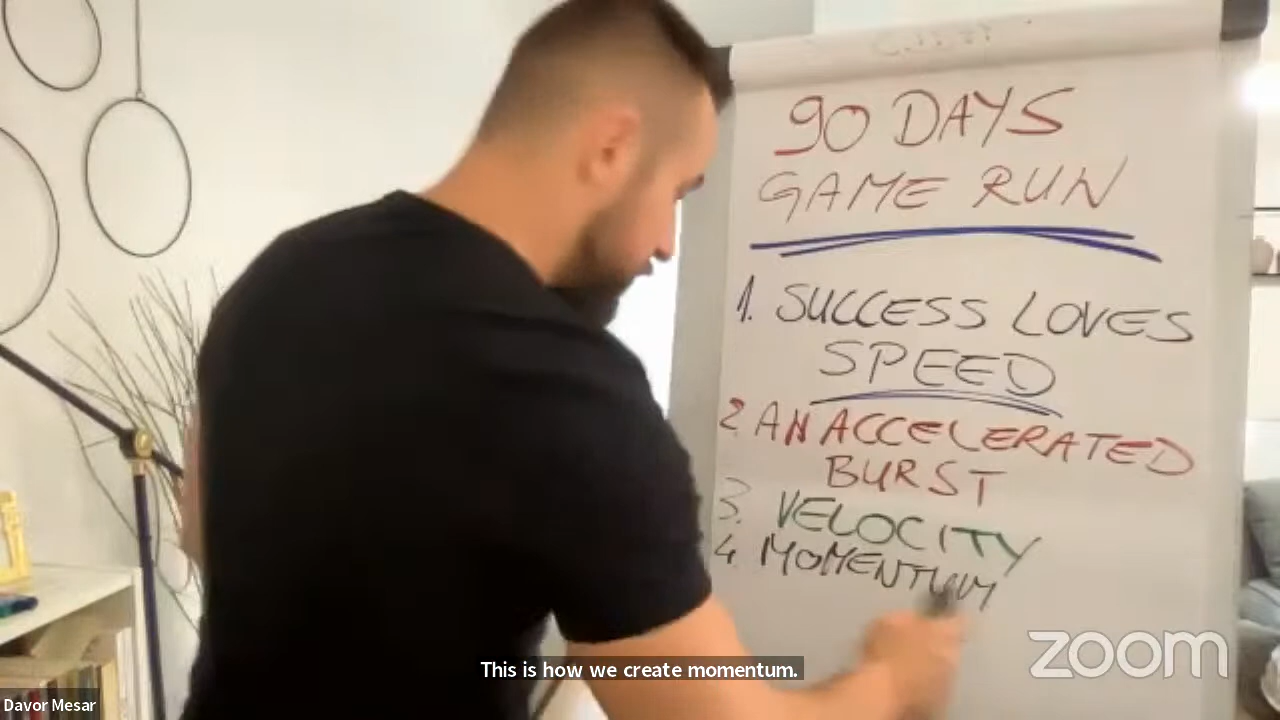 90 DAYS
GAME RUN
1. SUCCESS LOVES
SPEED
2. AN ACCELERATED
BURST
3. VELOCITY
4. MOMENTUM
zoom
This is how we create momentum.
Davor Mesar